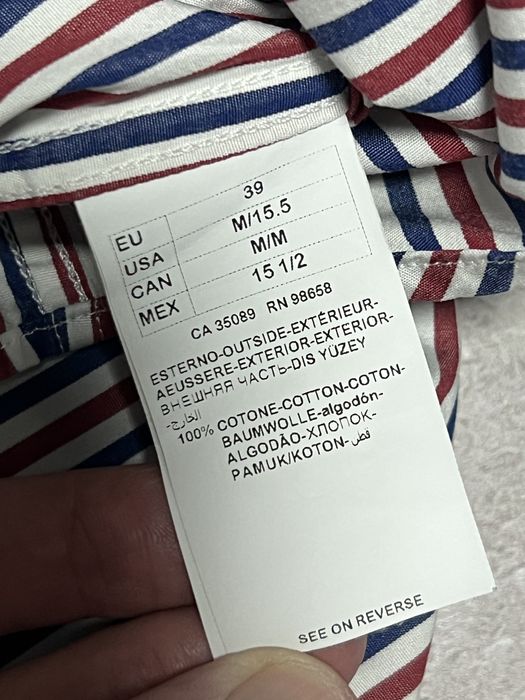 EU 39
USA M/15.5
CAN M/M
MEX 15 1/2
CA 35089 RN 98658
ESTERNO-OUTSIDE-EXTÉRIEUR-
AEUSSERE-EXTERIOR-EXTERIOR-
ВНЕШНЯЯ ЧАСТЬ-DIS YÜZEY
-الخارج-
100% COTONE-COTTON-COTON-
BAUMWOLLE-algodón-
ALGODÃO-ХЛОПОК-
PAMUK/KOTON-قطن
SEE ON REVERSE